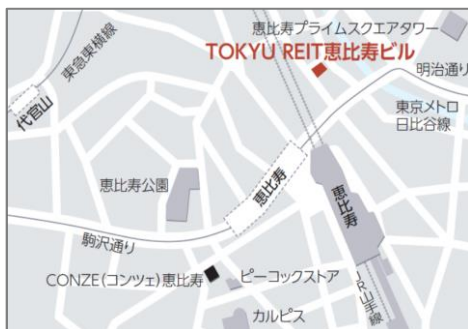 恵比寿プライムスクエアタワー
TOKYU REIT恵比寿ビル
明治通り
東急東横線
代官山
東京メトロ
日比谷線
恵比寿公園
恵比寿
恵比寿
駒沢通り
CONZE(コンツェ)恵比寿
ピーコックストア
カルピス
JR山手線